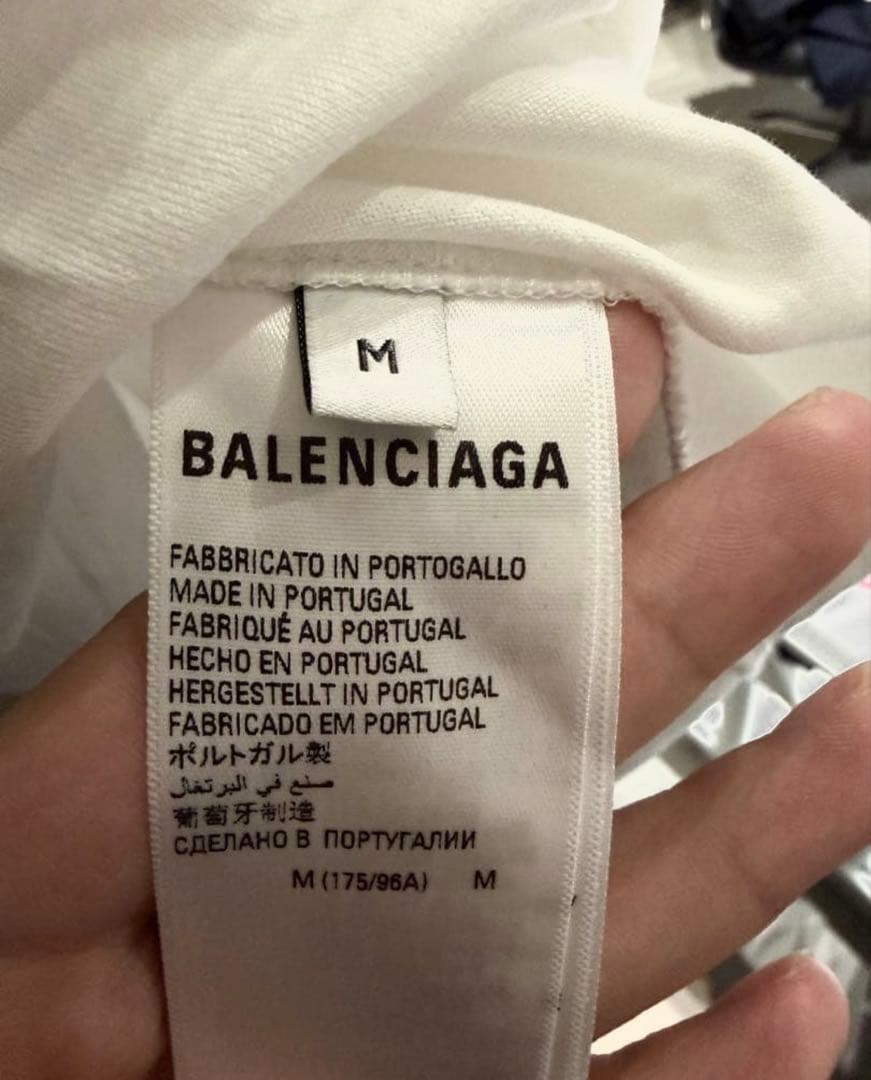 M
BALENCIAGA
FABBRICATO IN PORTOGALLO
MADE IN PORTUGAL
FABRIQUÉ AU PORTUGAL
HECHO EN PORTUGAL
HERGESTELLT IN PORTUGAL
FABRICADO EM PORTUGAL
ポルトガル製
صنع في البرتغال
葡萄牙制造
СДЕЛАНО В ПОРТУГАЛИИ
M (175/96A) M